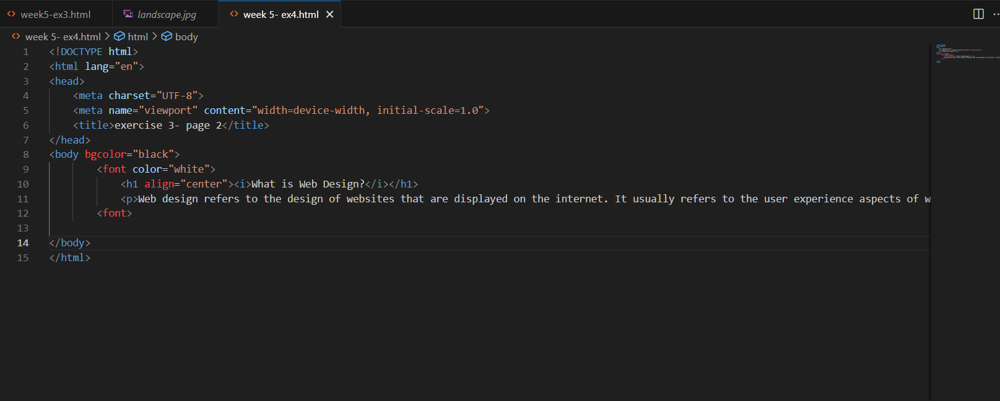 week5-ex3.html landscape.jpg week 5- ex4.html
week 5- ex4.html > html > body
1 <!DOCTYPE html>
2 <html lang="en">
3 <head>
4 <meta charset="UTF-8">
5 <meta name="viewport" content="width=device-width, initial-scale=1.0">
6 <title>exercise 3- page 2</title>
7 </head>
8 <body bgcolor="black">
9 <font color="white">
10 <h1 align="center"><i>What is Web Design?</i></h1>
11 <p>Web design refers to the design of websites that are displayed on the internet. It usually refers to the user experience aspects of w
12 <font>
13
14 </body>
15 </html>